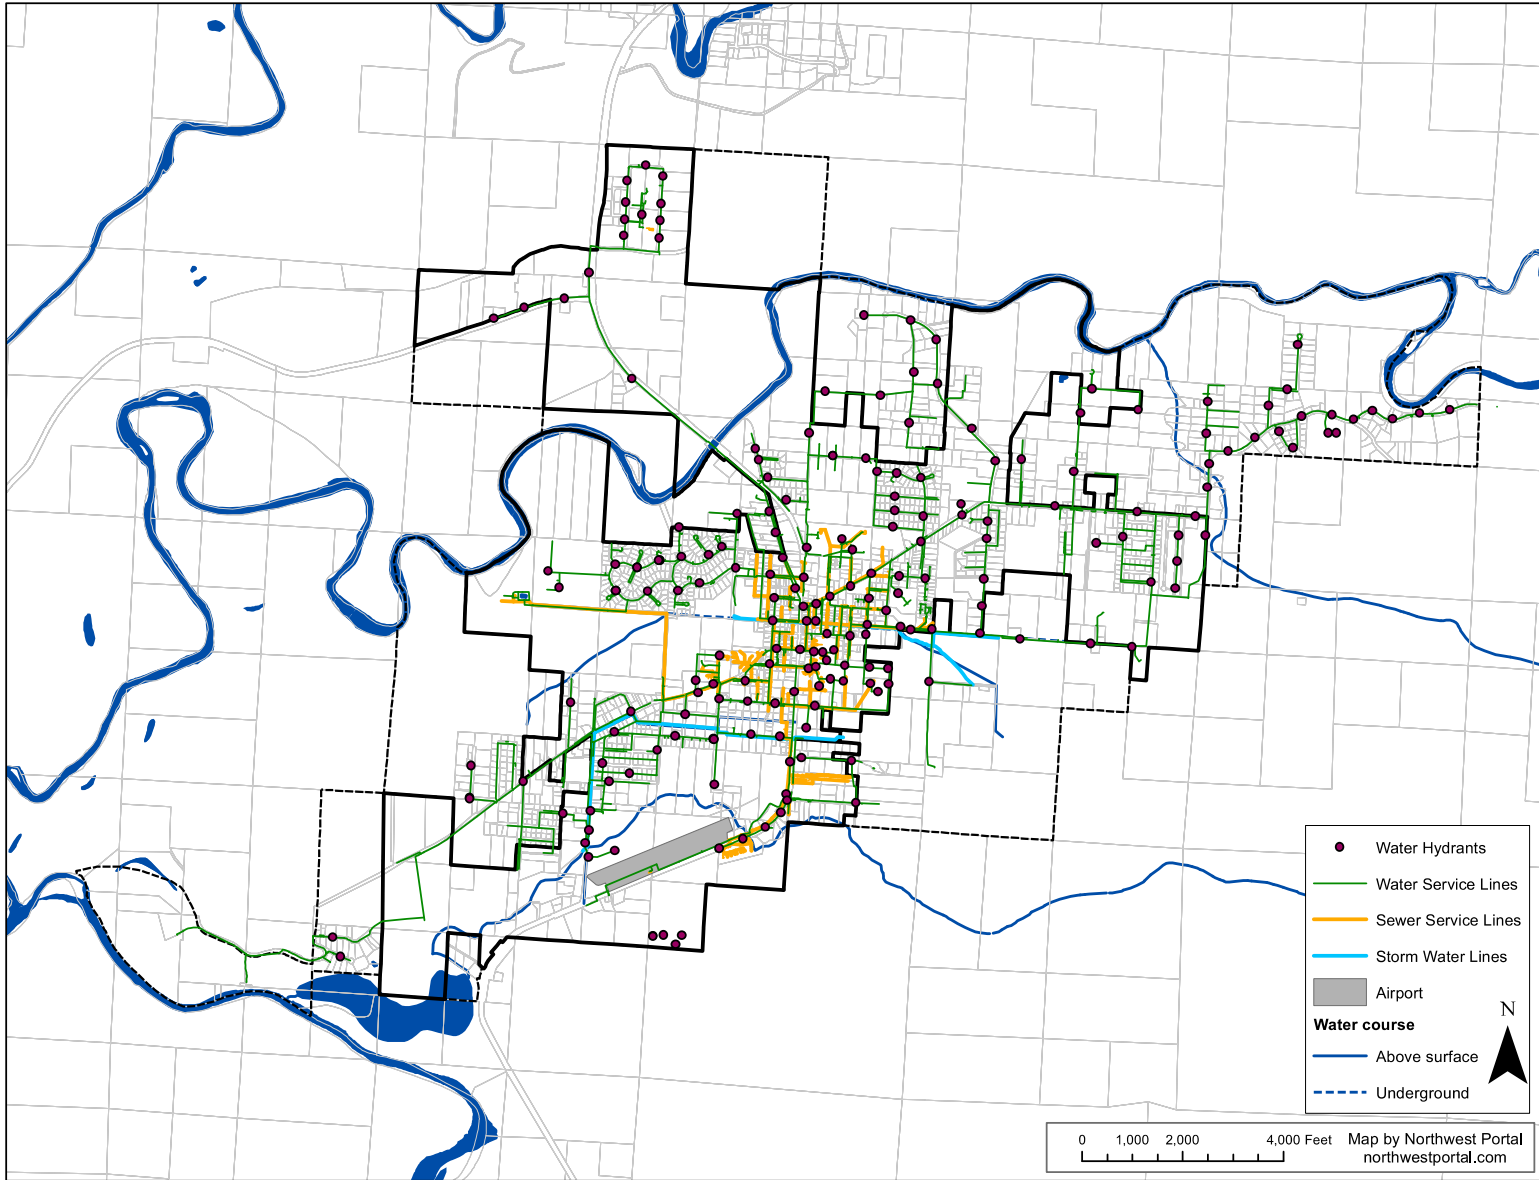 Water Hydrants
Water Service Lines
Sewer Service Lines
Storm Water Lines
Airport
N
Water course
Above surface
Underground
0 1,000 2,000 4,000 Feet
Map by Northwest Portal
northwestportal.com